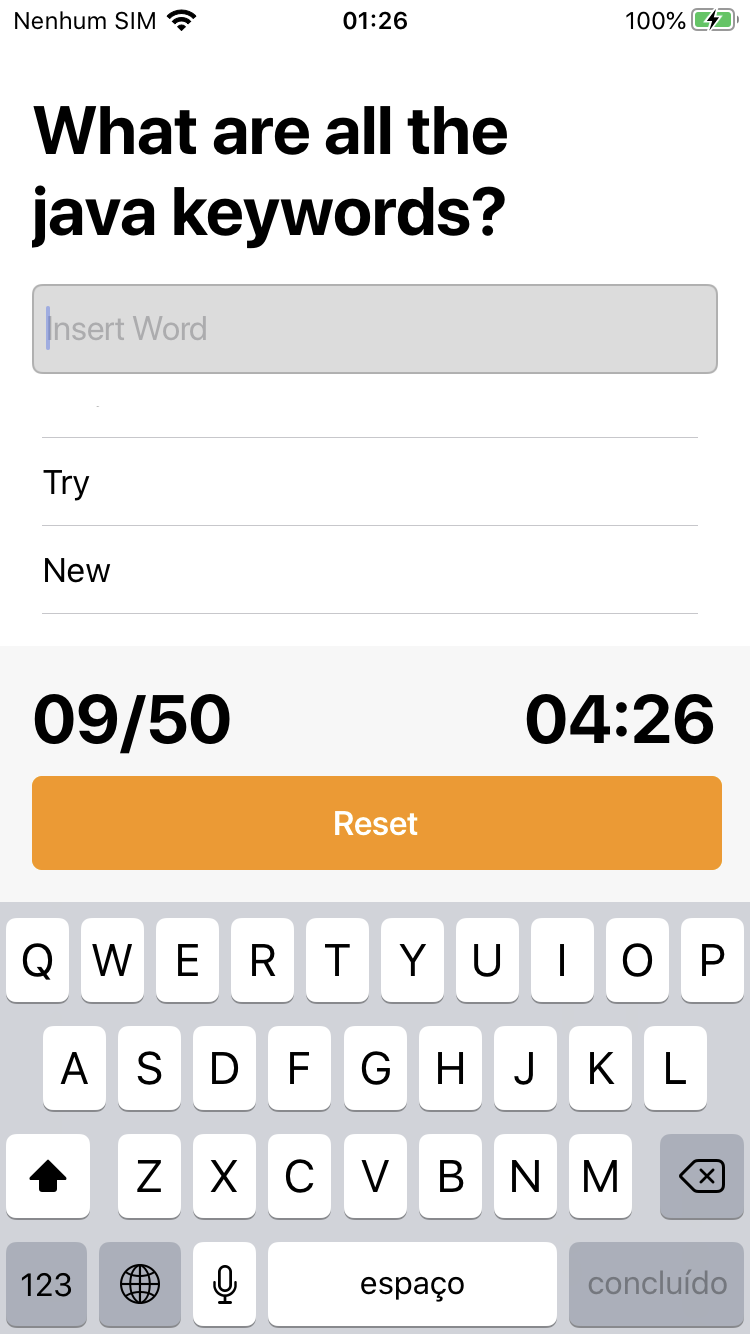 Nenhum SIM 01:26 100%
What are all the
java keywords?
Insert Word
Try
New
09/50 04:26
Reset
Q W E R T Y U I O P
A S D F G H J K L
Z X C V B N M
123 espaço concluído